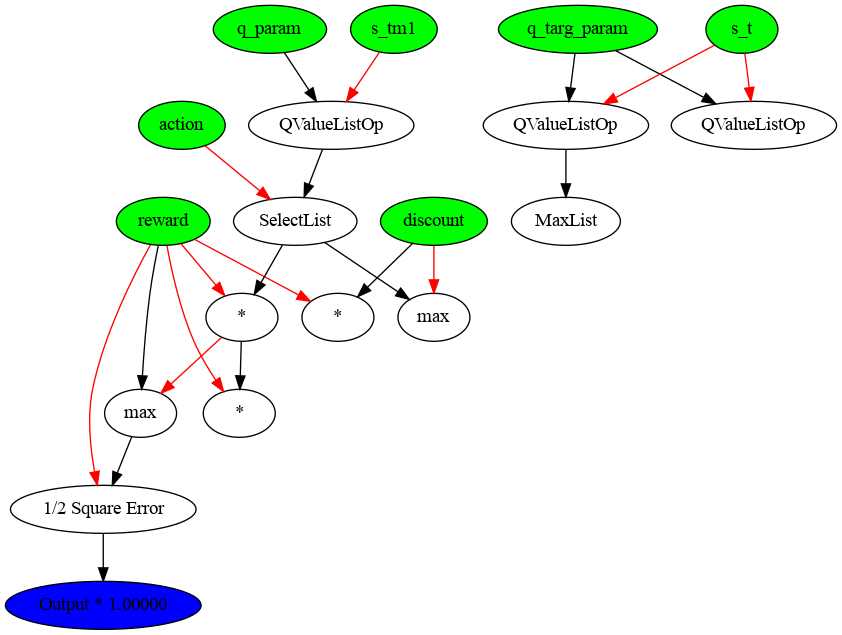 q_param
s_tm1
q_targ_param
s_t
action
QValueListOp
QValueListOp
QValueListOp
reward
SelectList
discount
MaxList
*
*
max
max
*
1/2 Square Error
Output * 1.00000